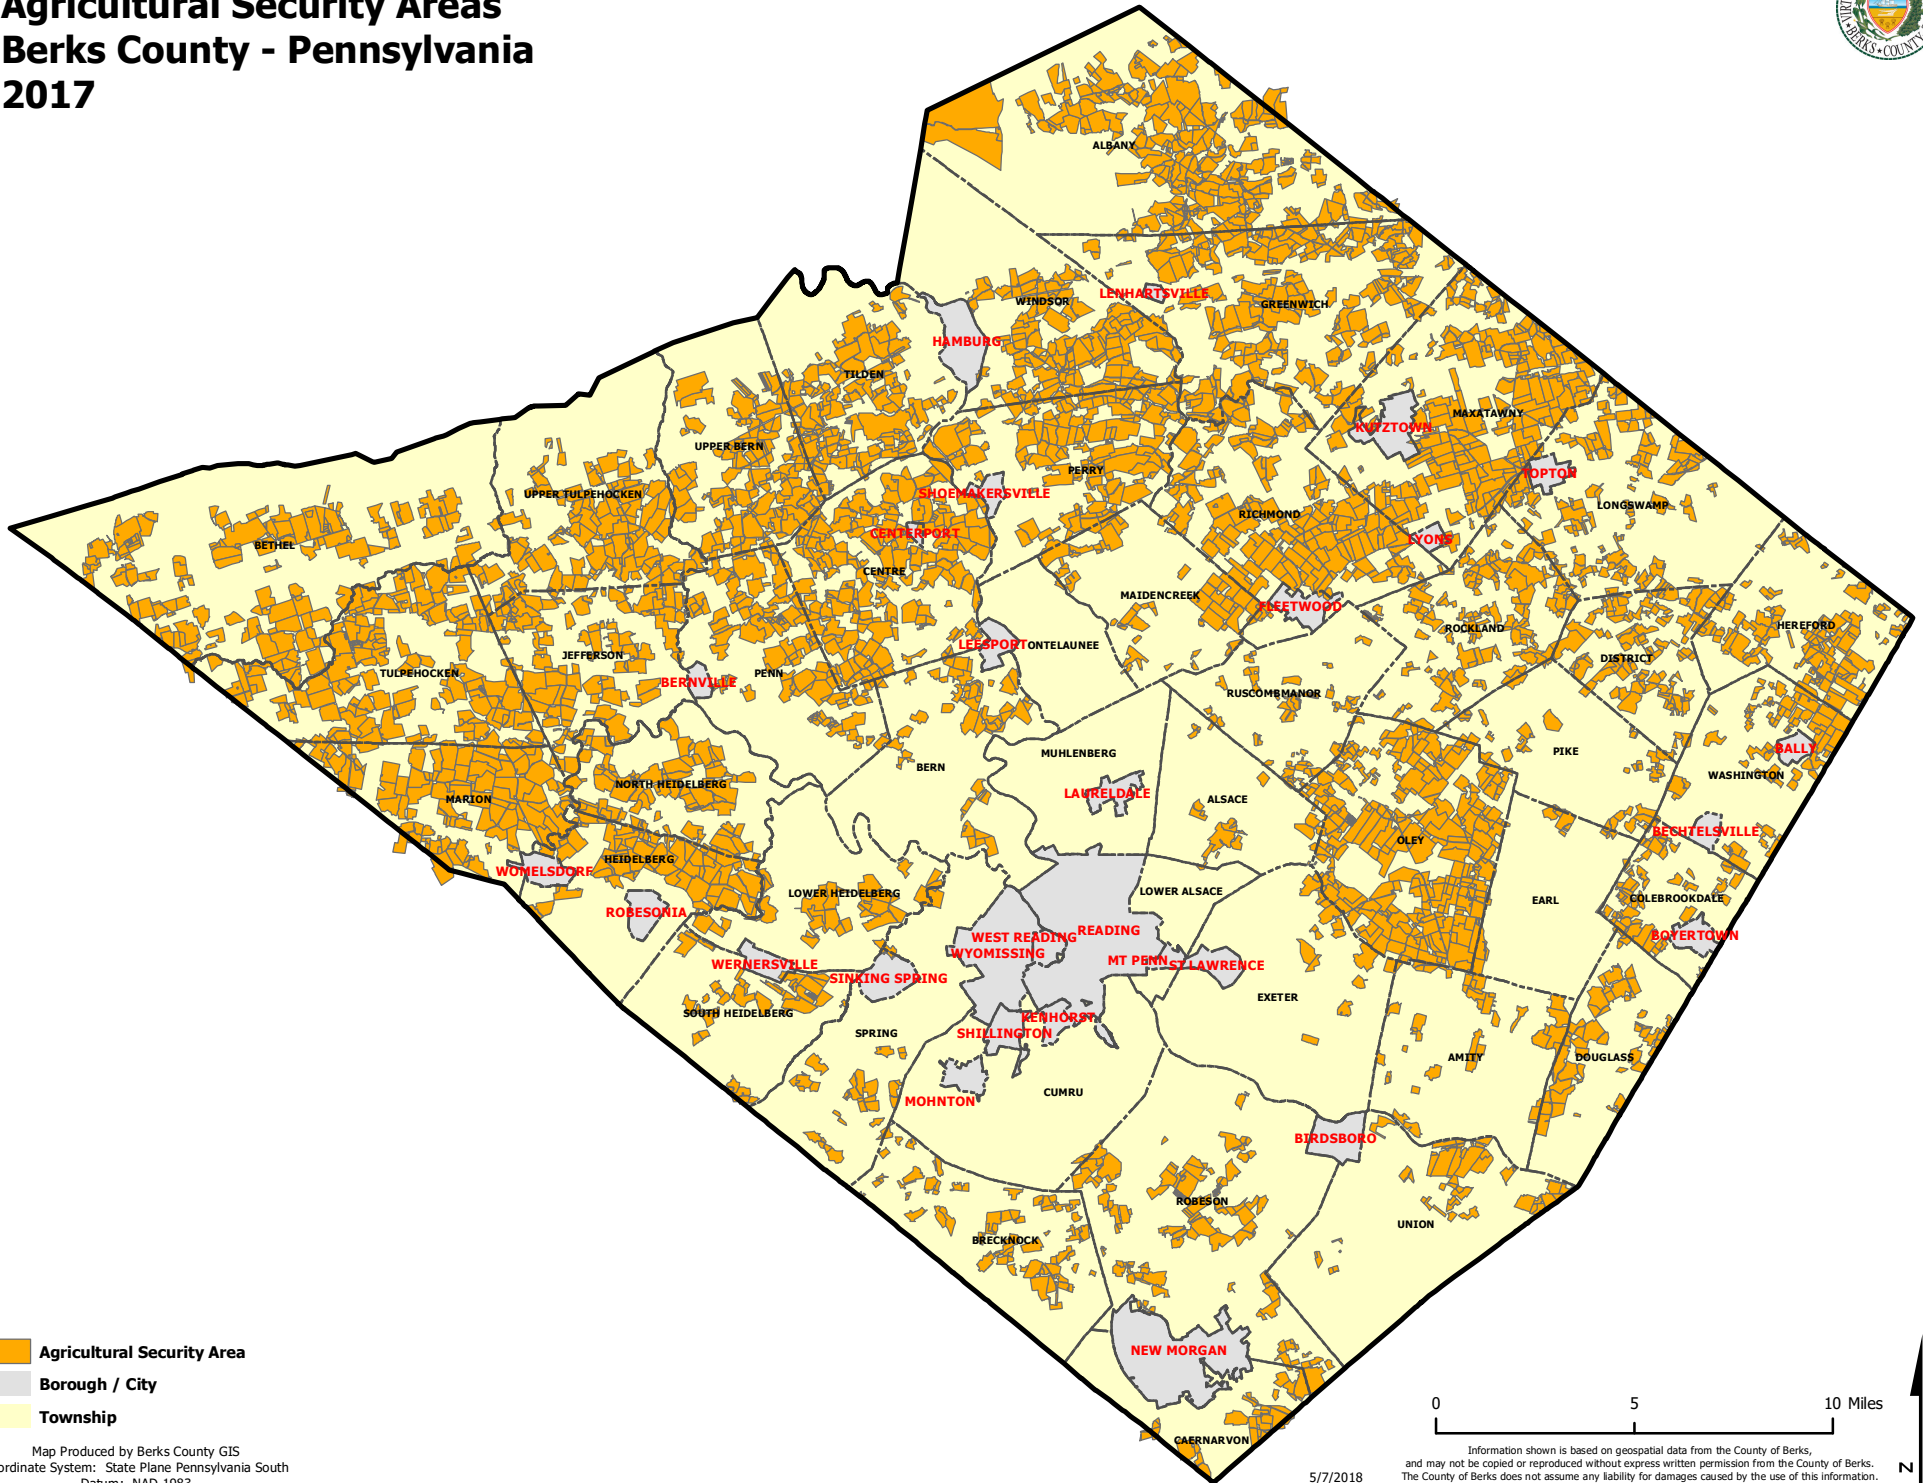 Agricultural Security Areas
Berks County - Pennsylvania
2017
BERKS COUNTY
ALBANY
WINDSOR
LENHARTSVILLE
GREENWICH
HAMBURG
TILDEN
MAXATAWNY
KUTZTOWN
UPPER BERN
PERRY
TOPTON
UPPER TULPEHOCKEN
SHOEMAKERSVILLE
LONGSWAMP
RICHMOND
CENTERPORT
LYONS
BETHEL
CENTRE
MAIDENCREEK
FLEETWOOD
HEREFORD
ROCKLAND
LEESPORT
ONTELAUNEE
JEFFERSON
DISTRICT
TULPEHOCKEN
PENN
BERNVILLE
RUSCOMBMANOR
BALLY
PIKE
MUHLENBERG
BERN
WASHINGTON
NORTH HEIDELBERG
LAURELDALE
MARION
ALSACE
BECHTELSVILLE
OLEY
HEIDELBERG
WOMELSDORF
LOWER ALSACE
LOWER HEIDELBERG
COLEBROOKDALE
EARL
ROBESONIA
READING
BOYERTOWN
WEST READING
WYOMISSING
MT PENN
ST LAWRENCE
WERNERSVILLE
SINKING SPRING
EXETER
SOUTH HEIDELBERG
KENHORST
SPRING
SHILLINGTON
AMITY
DOUGLASS
CUMRU
MOHNTON
BIRDSBORO
ROBESON
UNION
BRECKNOCK
NEW MORGAN
CAERNARVON
Agricultural Security Area
Borough / City
Township
Map Produced by Berks County GIS
ordinate System: State Plane Pennsylvania South
Datum: NAD 1983
0 5 10 Miles
Information shown is based on geospatial data from the County of Berks,
and may not be copied or reproduced without express written permission from the County of Berks.
5/7/2018 The County of Berks does not assume any liability for damages caused by the use of this information.
N